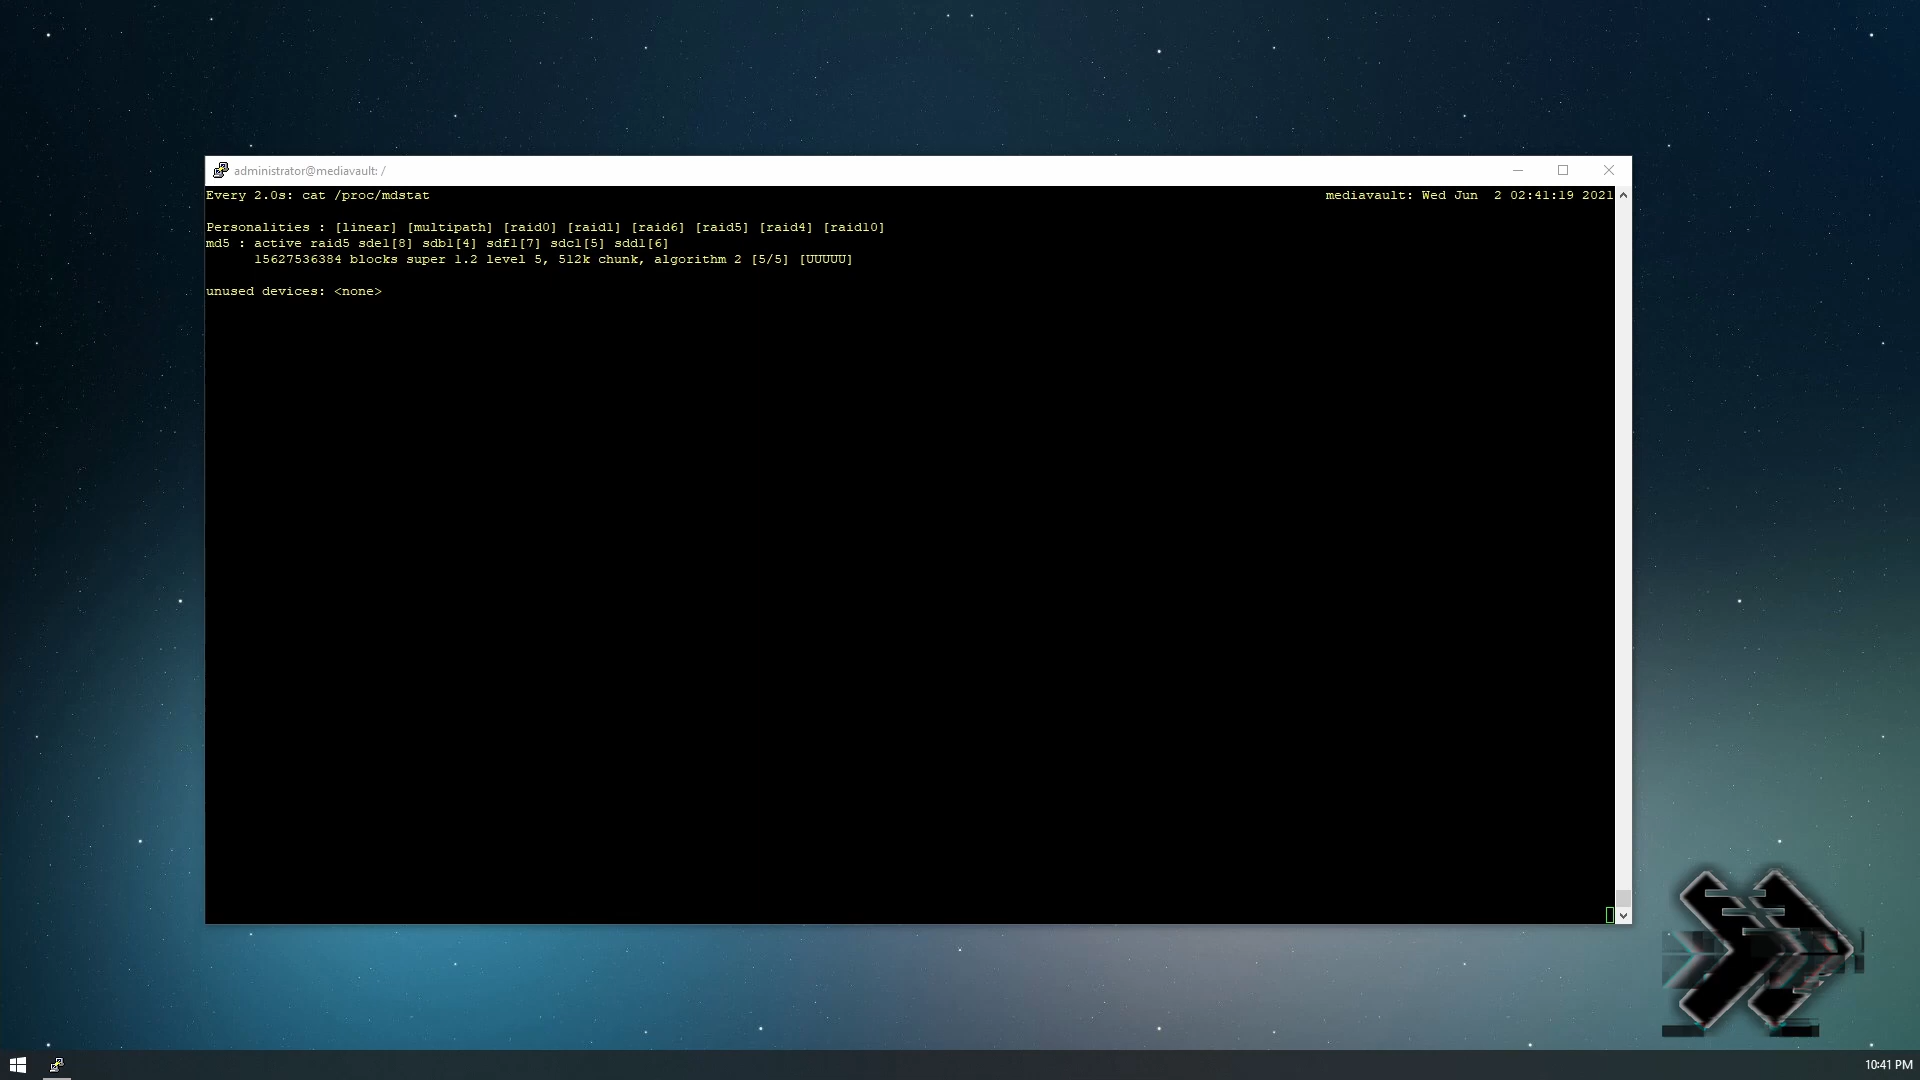 administrator@mediavault: /
Every 2.0s: cat /proc/mdstat mediavault: Wed Jun  2 02:41:19 2021
Personalities : [linear] [multipath] [raid0] [raid1] [raid6] [raid5] [raid4] [raid10]
md5 : active raid5 sde1[8] sdb1[4] sdf1[7] sdc1[5] sdd1[6]
15627536384 blocks super 1.2 level 5, 512k chunk, algorithm 2 [5/5] [UUUUU]
unused devices: <none>
10:41 PM